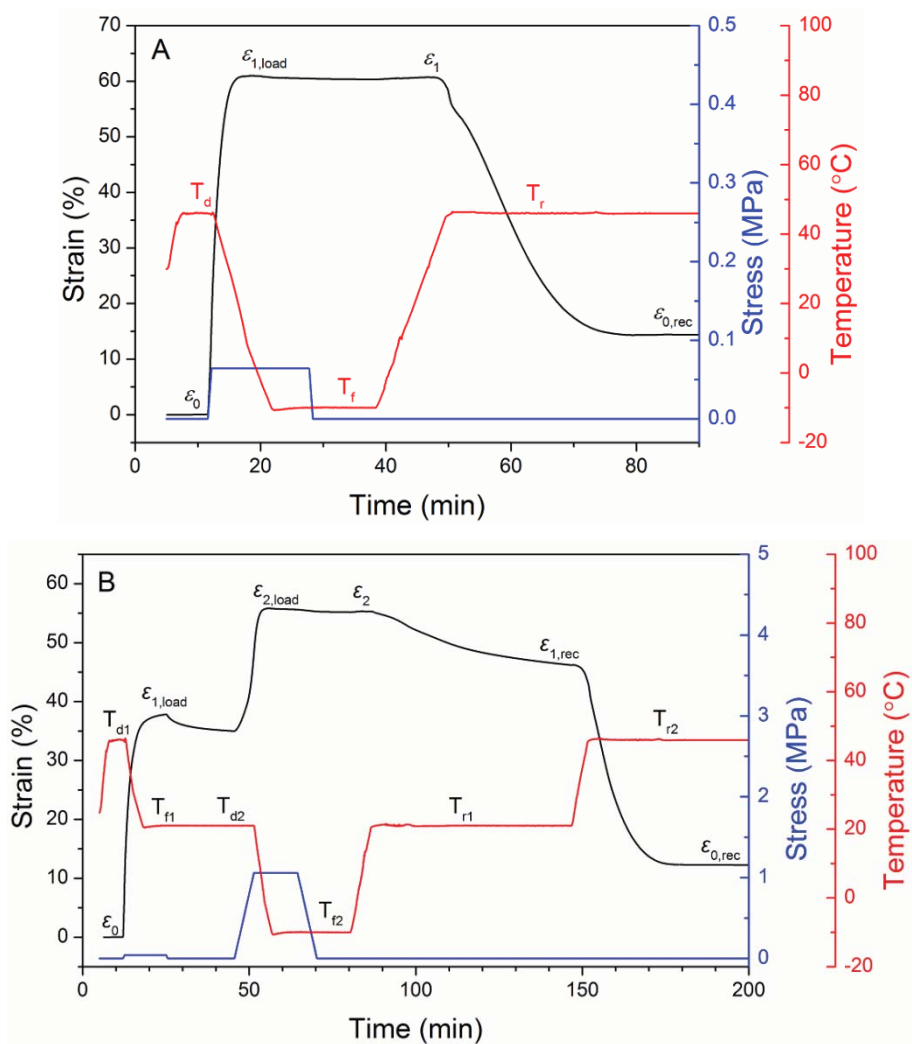 A
ε1,load
ε1
Td
Tr
Tf
ε0
ε0,rec
70
60
50
40
30
20
10
0
Strain (%)
0
20
40
60
80
Time (min)
0.5
0.4
0.3
0.2
0.1
0.0
Stress (MPa)
100
80
60
40
20
0
-20
Temperature (°C)
B
ε2,load
ε2
ε1,load
ε1,rec
Td1
Tr2
Tf1
Td2
Tr1
Tf2
ε0
ε0,rec
60
50
40
30
20
10
0
Strain (%)
0
50
100
150
200
Time (min)
5
4
3
2
1
0
Stress (MPa)
100
80
60
40
20
0
-20
Temperature (°C)